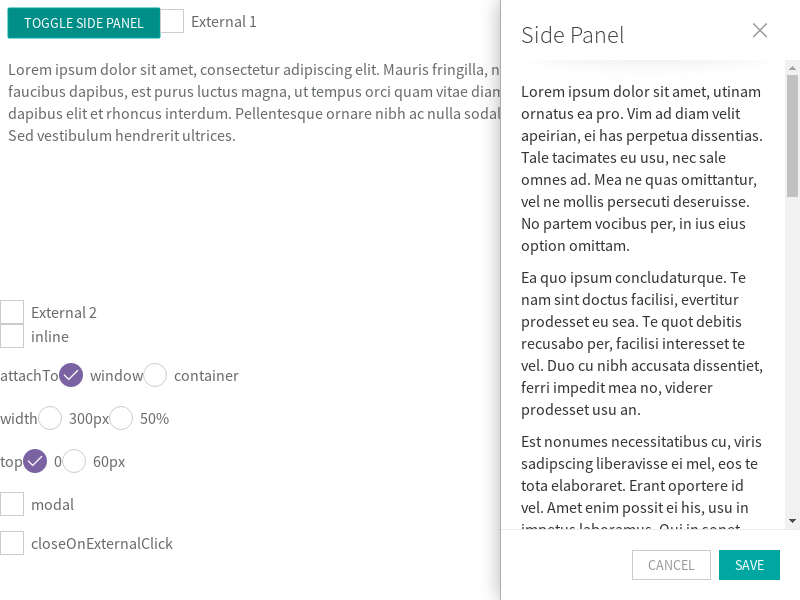 TOGGLE SIDE PANEL
External 1
Lorem ipsum dolor sit amet, consectetur adipiscing elit. Mauris fringilla, n
faucibus dapibus, est purus luctus magna, ut tempus orci quam vitae diam
dapibus elit et rhoncus interdum. Pellentesque ornare nibh ac nulla sodal
Sed vestibulum hendrerit ultrices.
External 2
inline
attachTo window container
width 300px 50%
top 0 60px
modal
closeOnExternalClick
Side Panel
Lorem ipsum dolor sit amet, utinam
ornatus ea pro. Vim ad diam velit
apeirian, ei has perpetua dissentias.
Tale tacimates eu usu, nec sale
omnes ad. Mea ne quas omittantur,
vel ne mollis persecuti deseruisse.
No partem vocibus per, in ius eius
option omittam.
Ea quo ipsum concludaturque. Te
nam sint doctus facilisi, evertitur
prodesset eu sea. Te quot debitis
recusabo per, facilisi interesset te
vel. Duo cu nibh accusata dissentiet,
ferri impedit mea no, viderer
prodesset usu an.
Est nonumes necessitatibus cu, viris
sadipscing liberavisse ei mel, eos te
tota elaboraret. Erant oportere id
vel. Amet enim possit ei his, usu in
impetus laboramus. Qui in sonet
CANCEL
SAVE